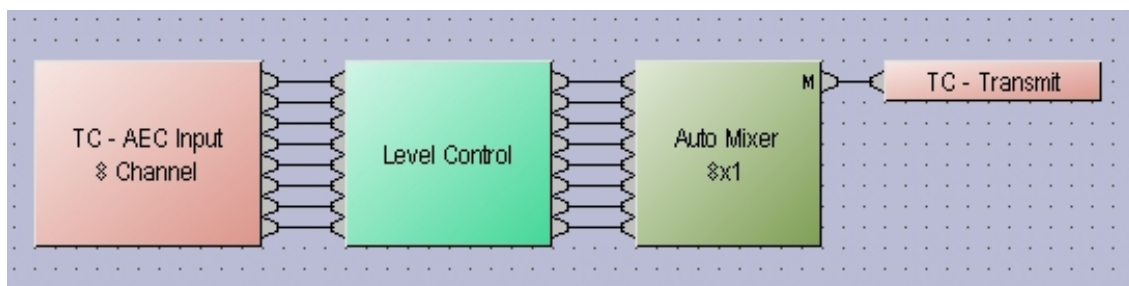 TC - AEC Input
8 Channel
Level Control
Auto Mixer
8x1
M
TC - Transmit